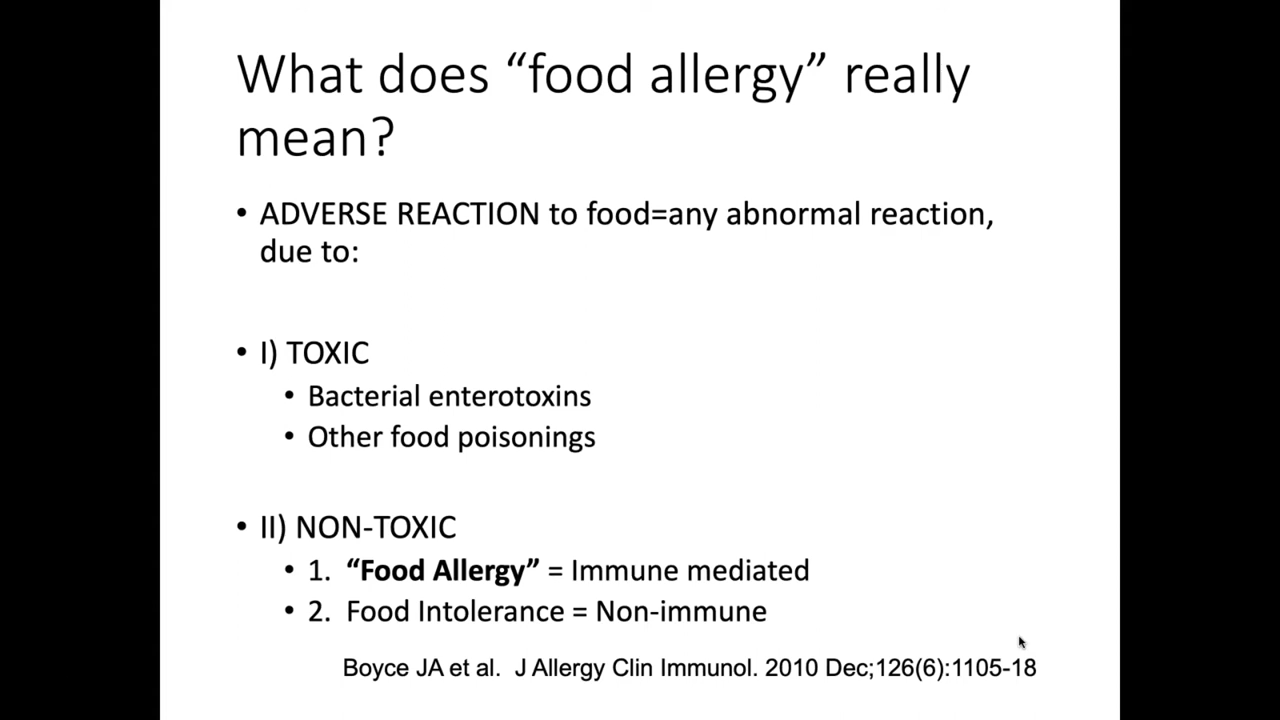 What does “food allergy” really
mean?
• ADVERSE REACTION to food=any abnormal reaction,
due to:
• I) TOXIC
• Bacterial enterotoxins
• Other food poisonings
• II) NON-TOXIC
• 1. “Food Allergy” = Immune mediated
• 2. Food Intolerance = Non-immune
Boyce JA et al. J Allergy Clin Immunol. 2010 Dec;126(6):1105-18